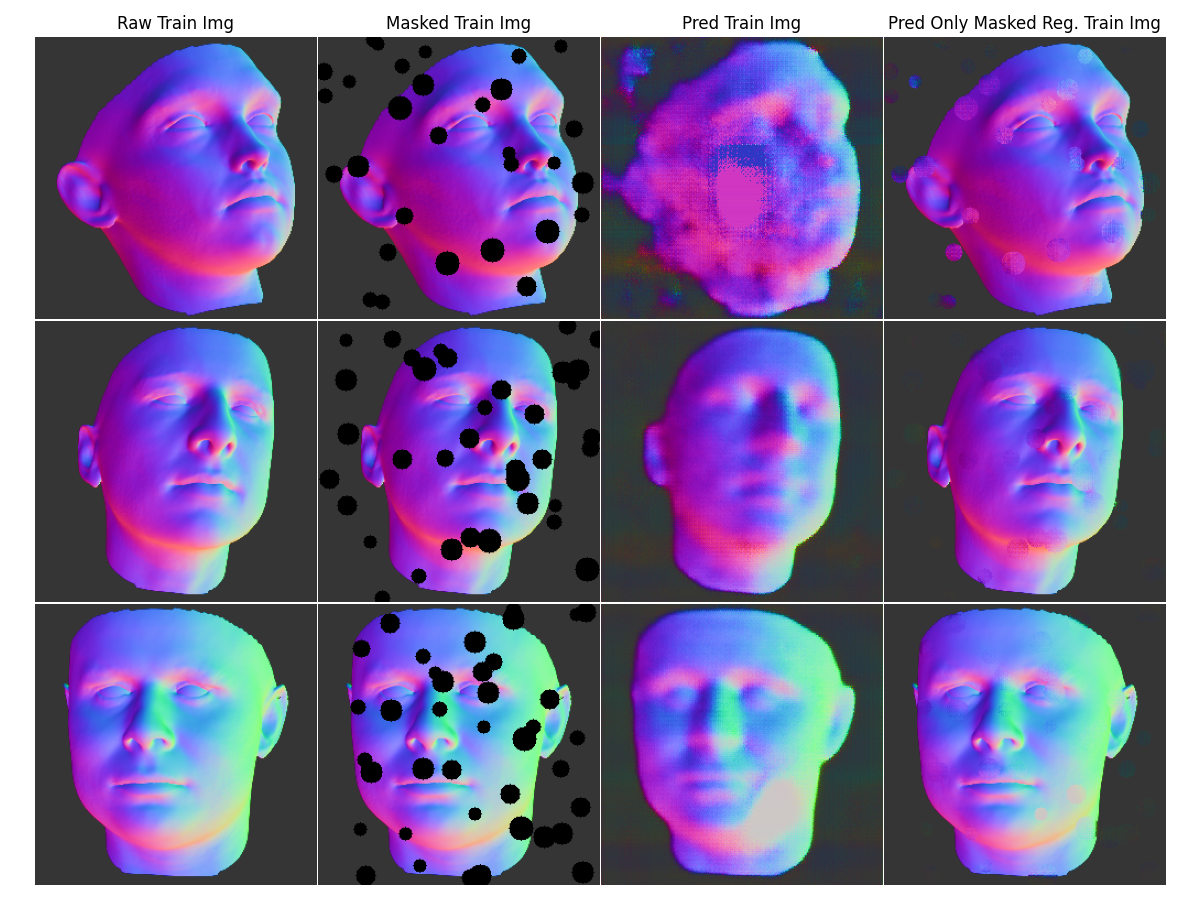 Raw Train Img
Masked Train Img
Pred Train Img
Pred Only Masked Reg. Train Img